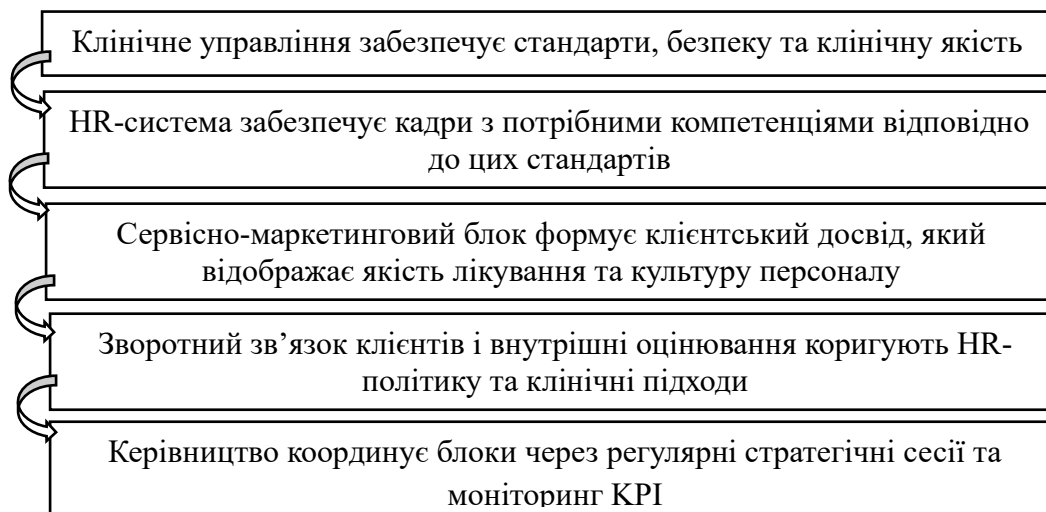 Клінічне управління забезпечує стандарти, безпеку та клінічну якість
HR-система забезпечує кадри з потрібними компетенціями відповідно
до цих стандартів
Сервісно-маркетинговий блок формує клієнтський досвід, який
відображає якість лікування та культуру персоналу
Зворотний зв’язок клієнтів і внутрішні оцінювання коригують HR-
політику та клінічні підходи
Керівництво координує блоки через регулярні стратегічні сесії та
моніторинг KPI